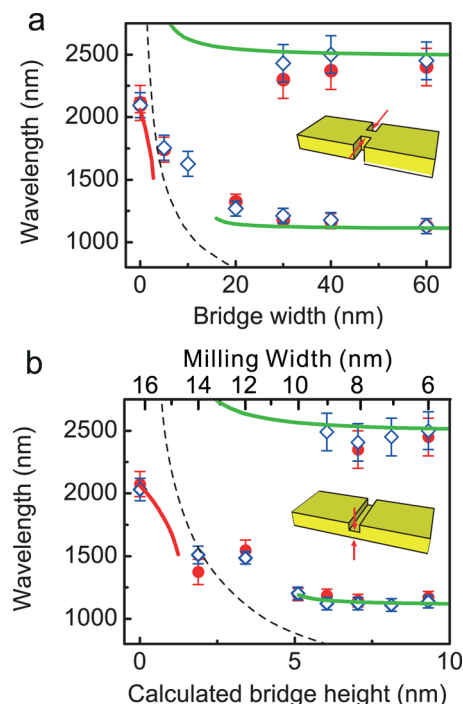 a
2500
2000
1500
1000
Wavelength (nm)
0 20 40 60
Bridge width (nm)
b
Milling Width (nm)
16 14 12 10 8 6
2500
2000
1500
1000
Wavelength (nm)
0 5 10
Calculated bridge height (nm)